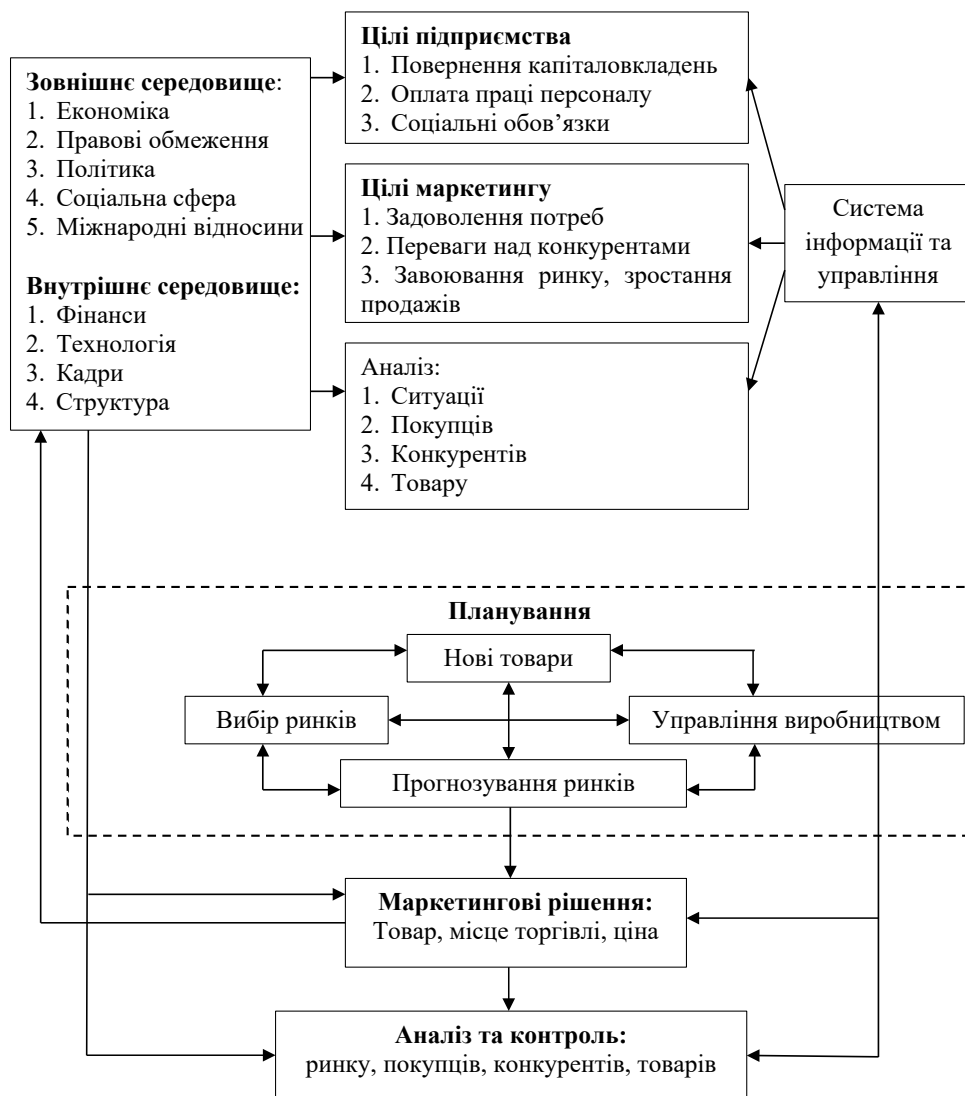 Зовнішнє середовище:
1. Економіка
2. Правові обмеження
3. Політика
4. Соціальна сфера
5. Міжнародні відносини
Внутрішнє середовище:
1. Фінанси
2. Технологія
3. Кадри
4. Структура
Цілі підприємства
1. Повернення капіталовкладень
2. Оплата праці персоналу
3. Соціальні обов’язки
Цілі маркетингу
1. Задоволення потреб
2. Переваги над конкурентами
3. Завоювання ринку, зростання
продажів
Аналіз:
1. Ситуації
2. Покупців
3. Конкурентів
4. Товару
Система
інформації та
управління
Планування
Нові товари
Вибір ринків
Управління виробництвом
Прогнозування ринків
Маркетингові рішення:
Товар, місце торгівлі, ціна
Аналіз та контроль:
ринку, покупців, конкурентів, товарів